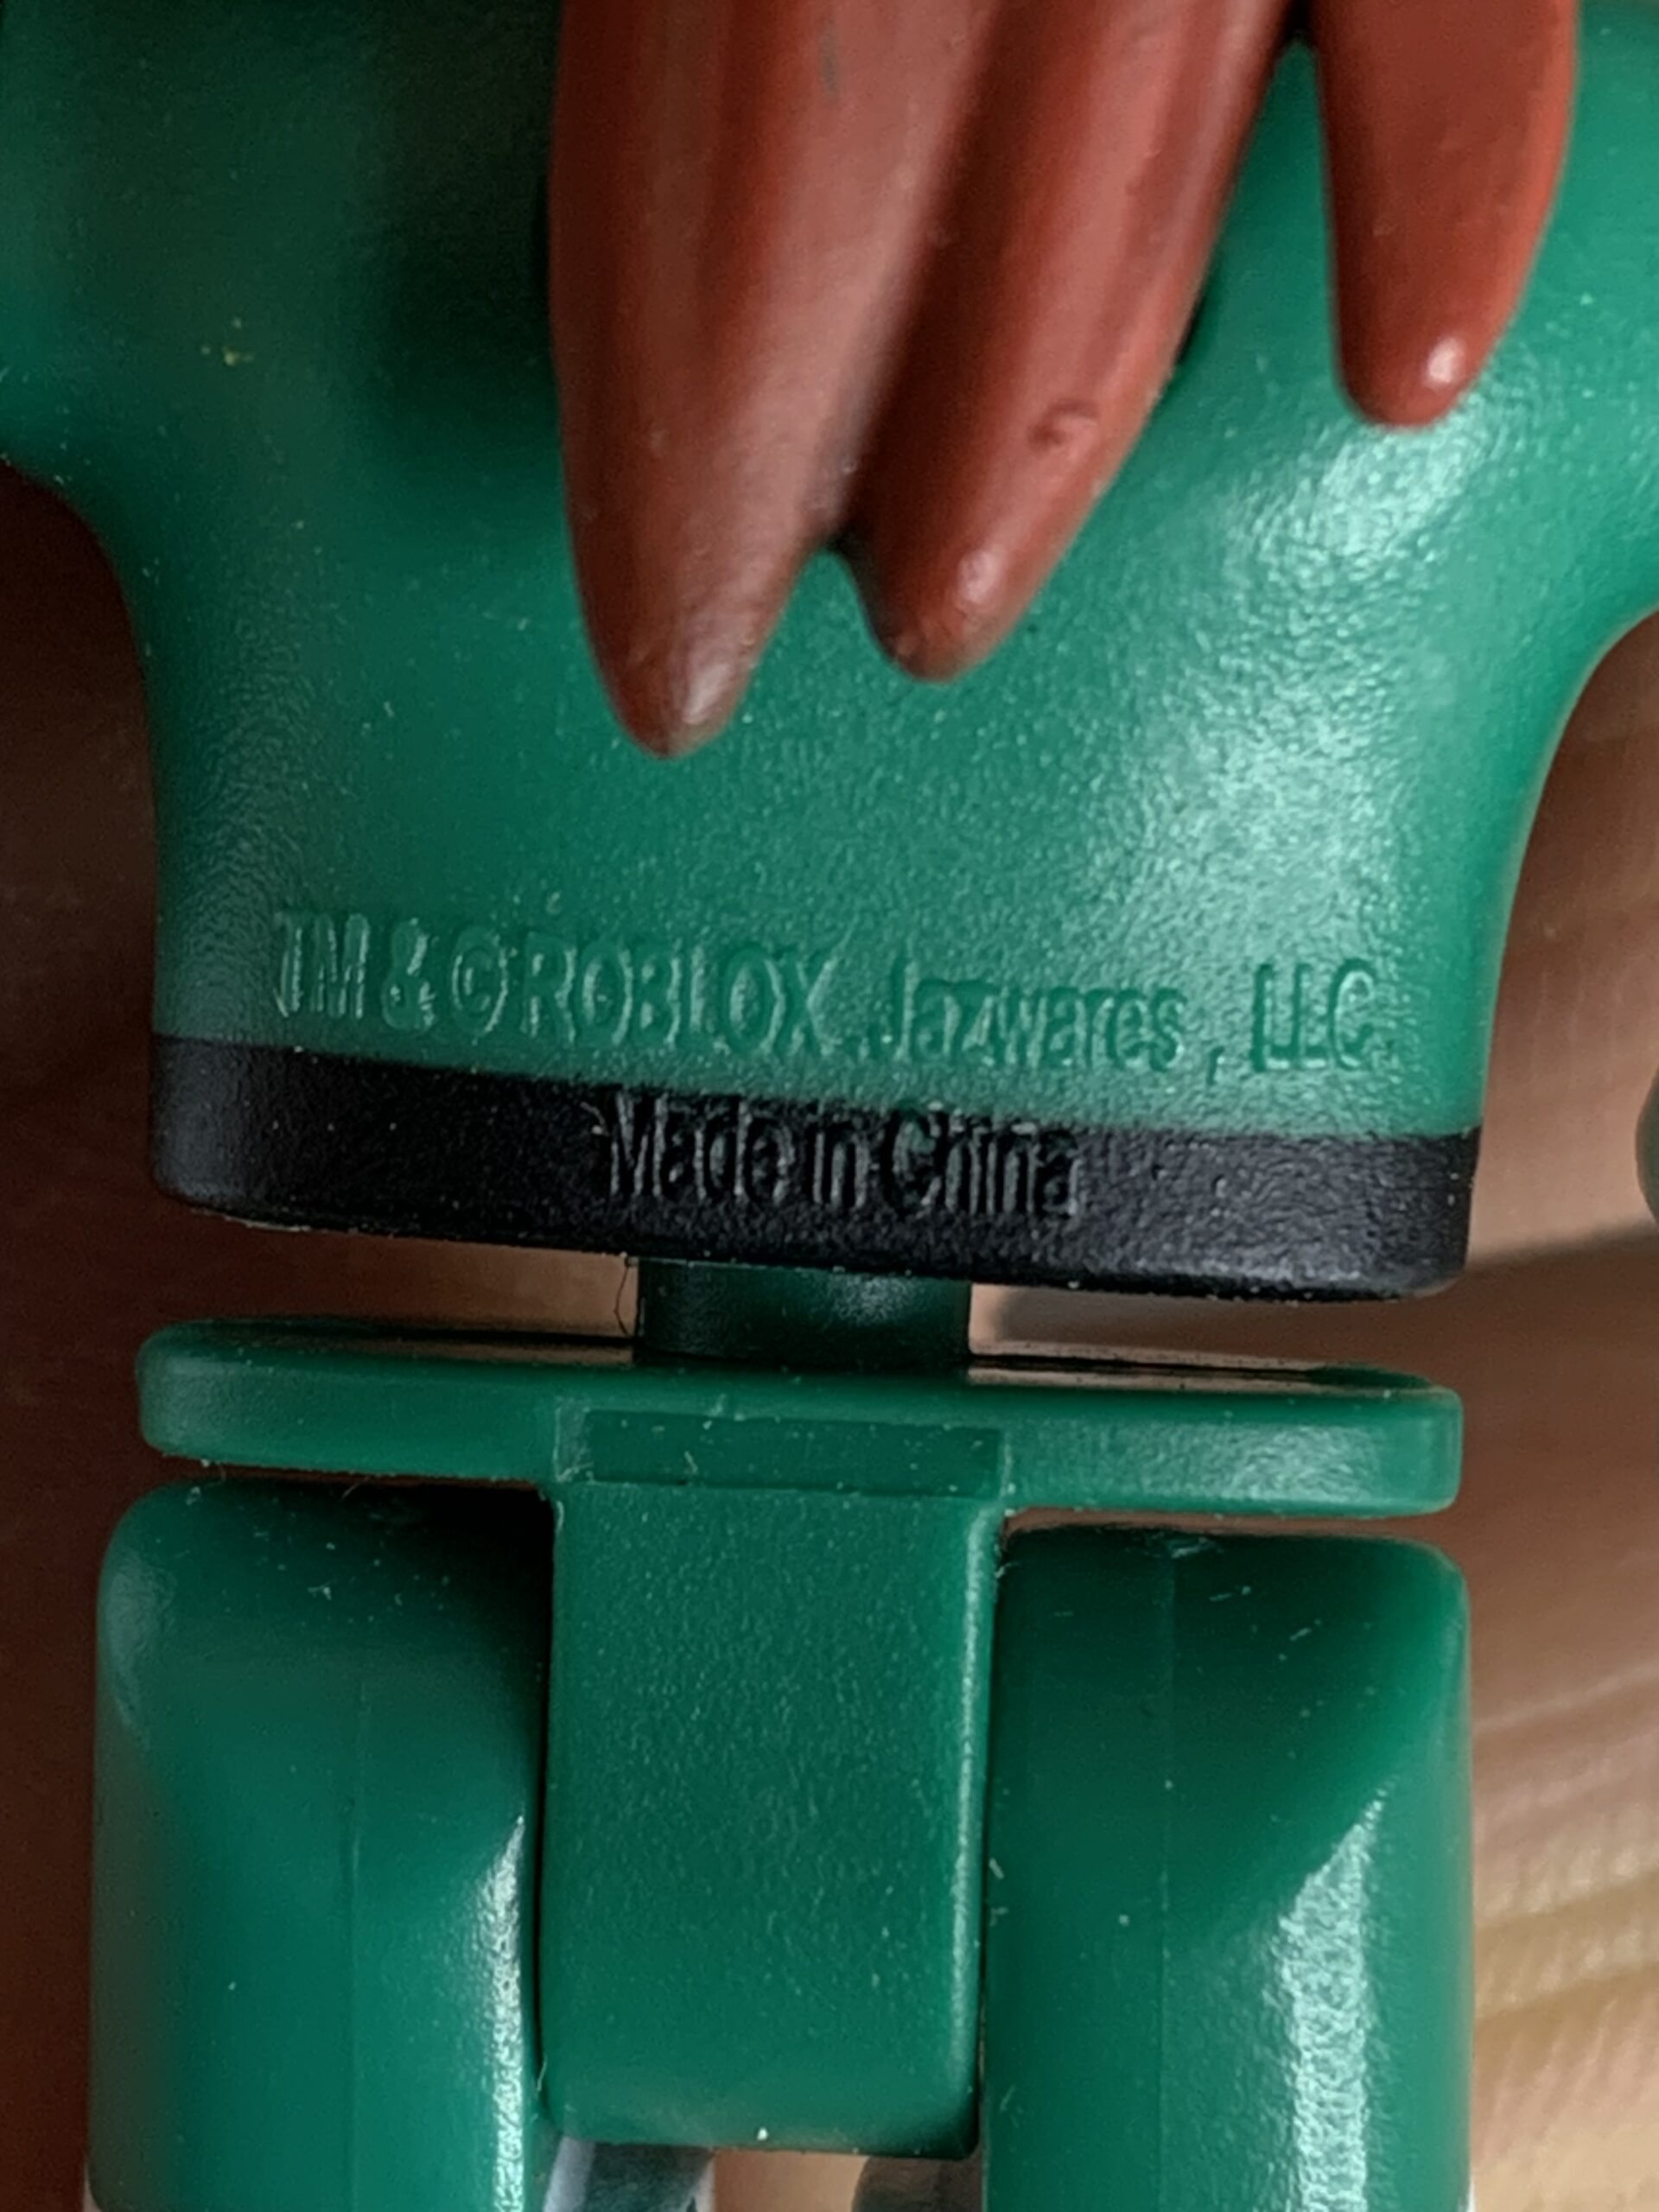 TM & © ROBLOX. Jazwares, LLC.
Made in China